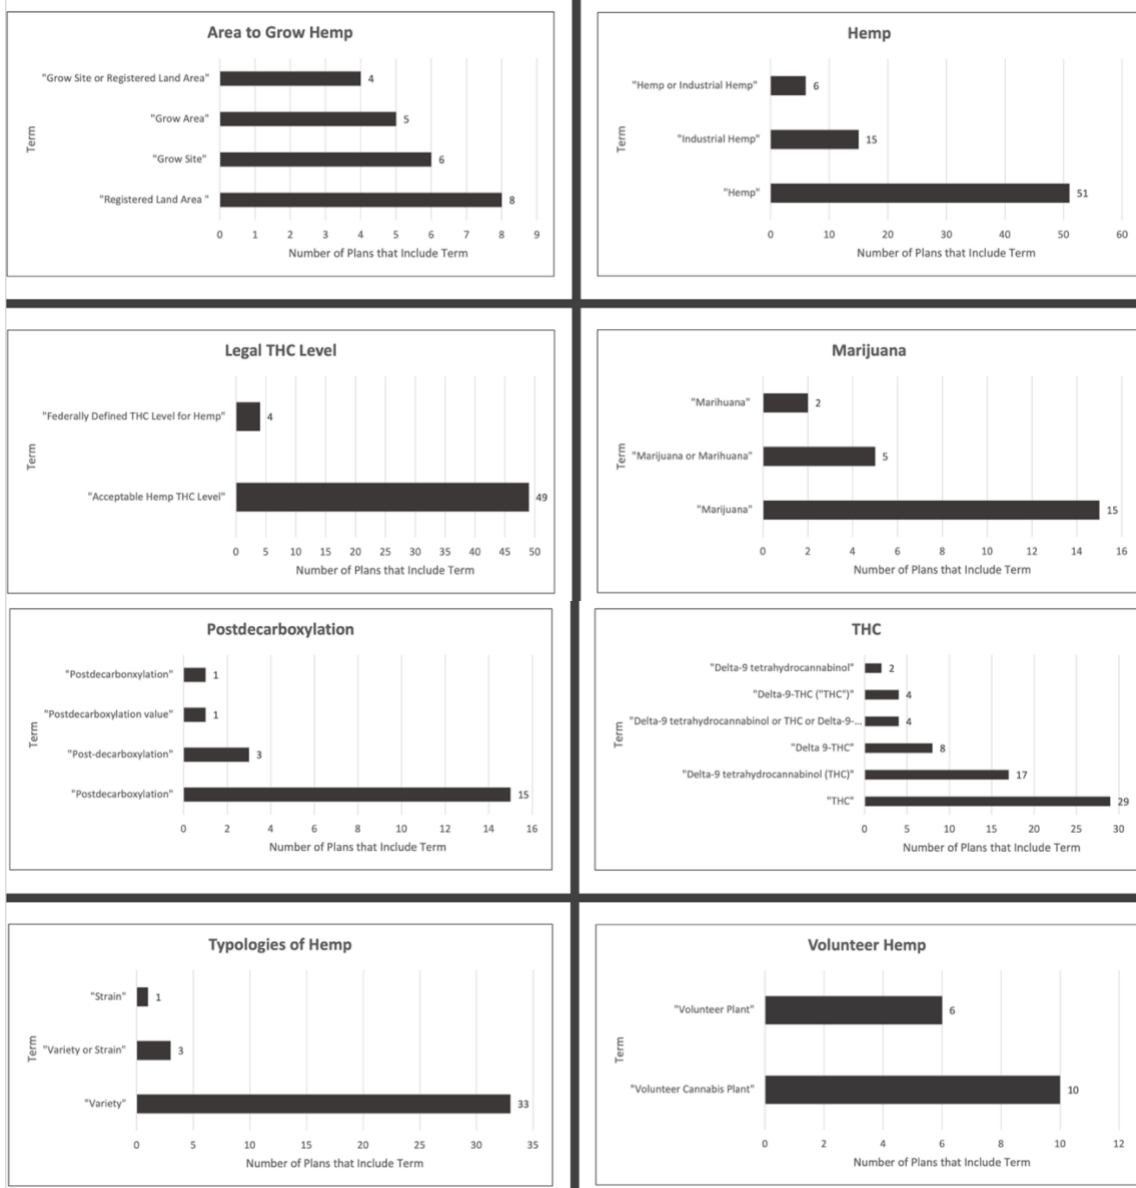 Area to Grow Hemp
Term
"Grow Site or Registered Land Area"
4
"Grow Area"
5
"Grow Site"
6
"Registered Land Area "
8
0 1 2 3 4 5 6 7 8 9
Number of Plans that Include Term
Hemp
Term
"Hemp or Industrial Hemp"
6
"Industrial Hemp"
15
"Hemp"
51
0 10 20 30 40 50 60
Number of Plans that Include Term
Legal THC Level
Term
"Federally Defined THC Level for Hemp"
4
"Acceptable Hemp THC Level"
49
0 5 10 15 20 25 30 35 40 45 50
Number of Plans that Include Term
Marijuana
Term
"Marihuana"
2
"Marijuana or Marihuana"
5
"Marijuana"
15
0 2 4 6 8 10 12 14 16
Number of Plans that Include Term
Postdecarboxylation
Term
"Postdecarbonxylation"
1
"Postdecarboxylation value"
1
"Post-decarboxylation"
3
"Postdecarboxylation"
15
0 2 4 6 8 10 12 14 16
Number of Plans that Include Term
THC
Term
"Delta-9 tetrahydrocannabinol"
2
"Delta-9-THC ("THC")"
4
"Delta-9 tetrahydrocannabinol or THC or Delta-9-...
4
"Delta 9-THC"
8
"Delta-9 tetrahydrocannabinol (THC)"
17
"THC"
29
0 5 10 15 20 25 30
Number of Plans that Include Term
Typologies of Hemp
Term
"Strain"
1
"Variety or Strain"
3
"Variety"
33
0 5 10 15 20 25 30 35
Number of Plans that Include Term
Volunteer Hemp
Term
"Volunteer Plant"
6
"Volunteer Cannabis Plant"
10
0 2 4 6 8 10 12
Number of Plans that Include Term